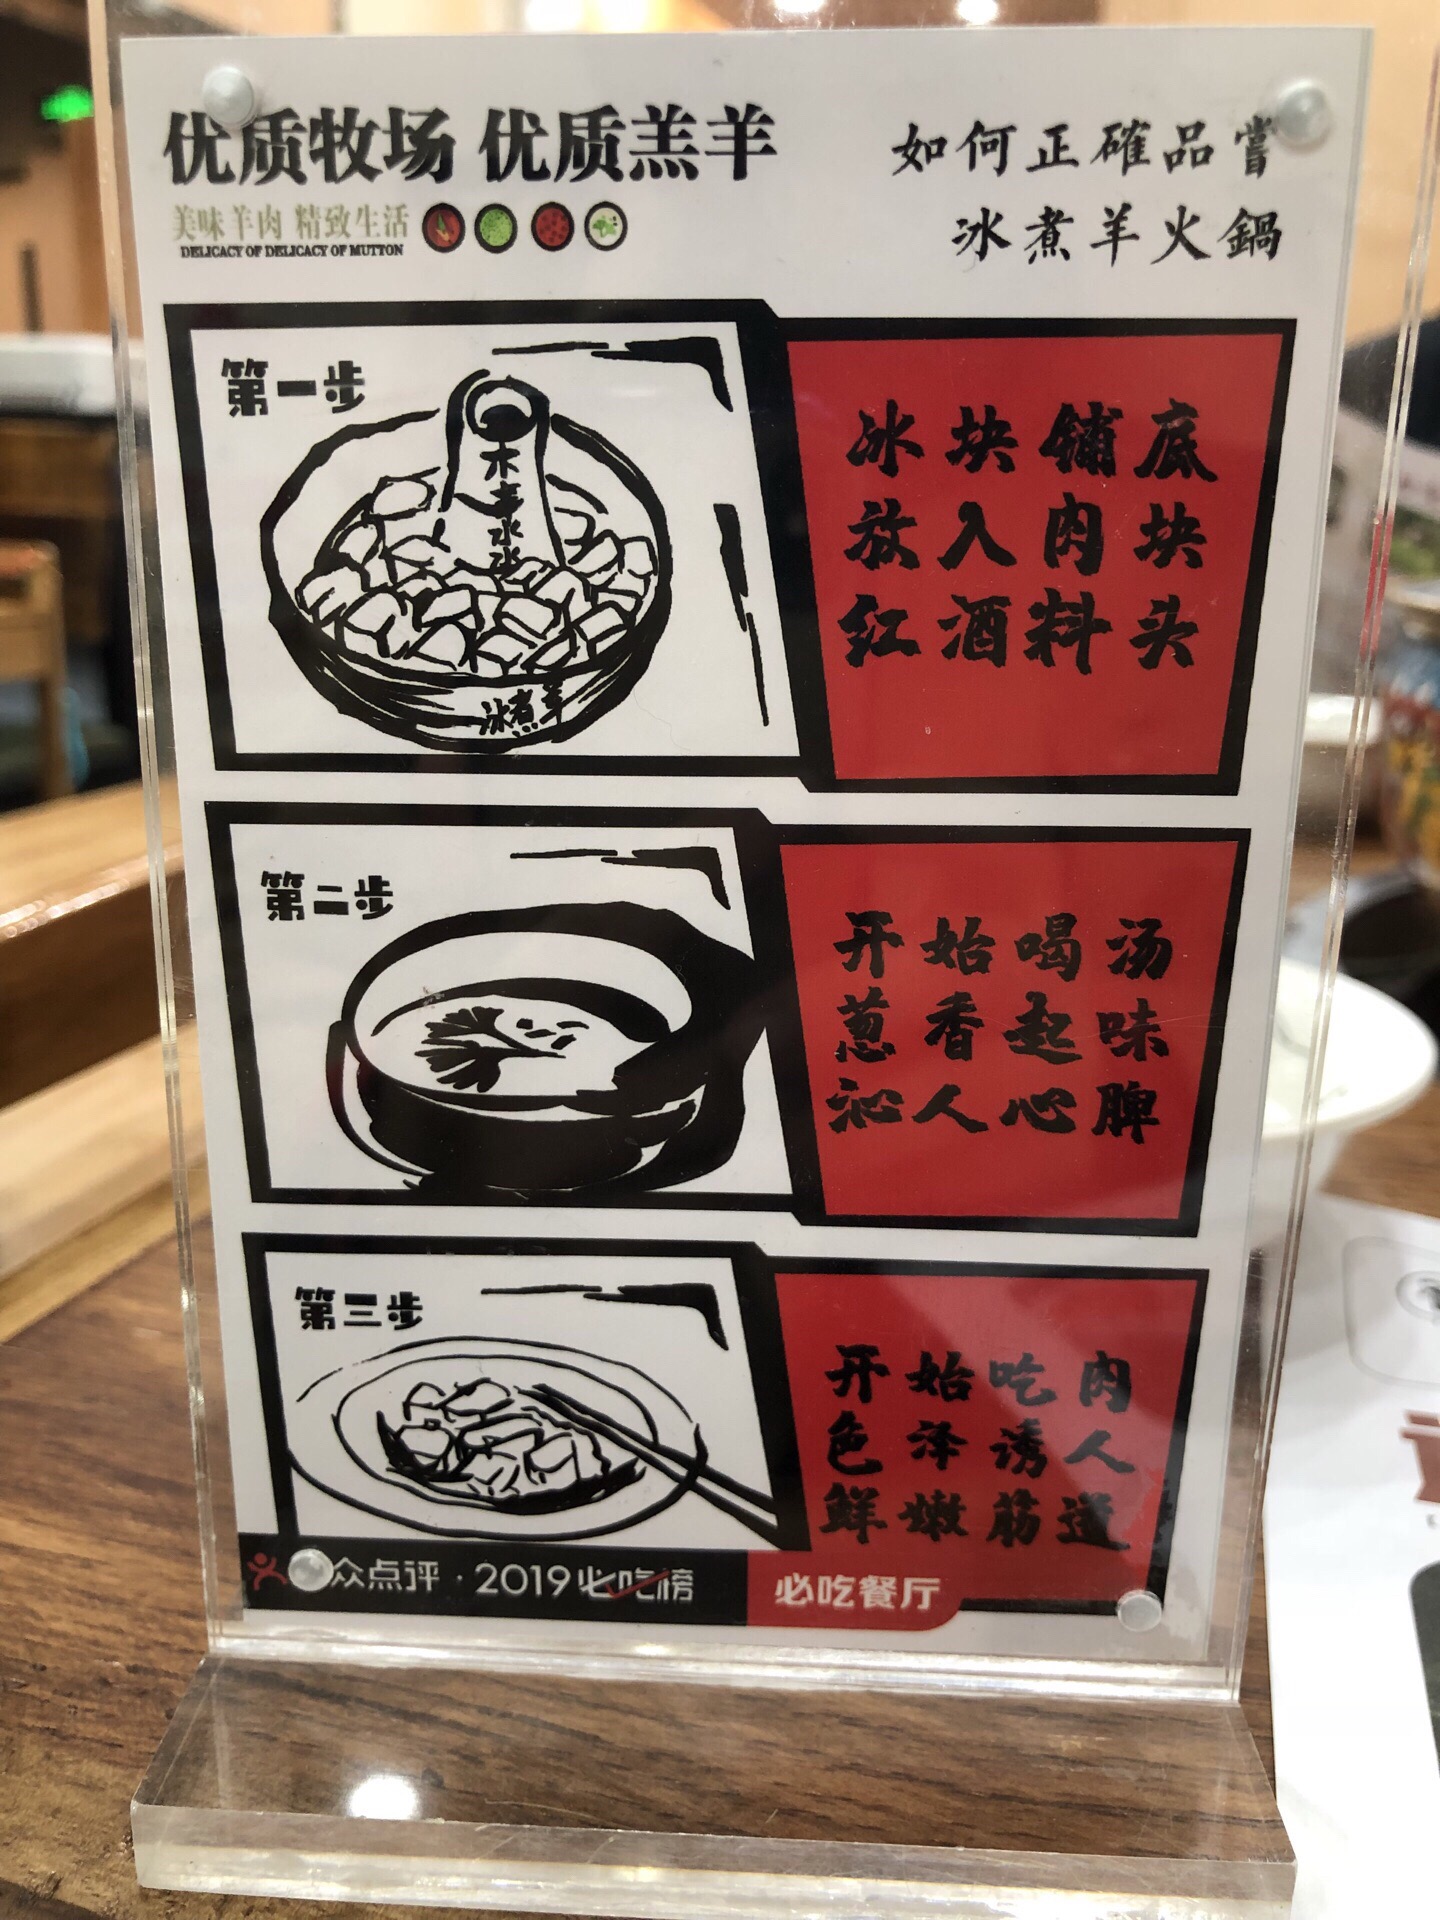 优质牧场 优质羔羊
美味羊肉 精致生活
DELICACY OF DELICACY OF MUTTON
如何正確品嘗
冰煮羊火鍋
第一步
冰煮羊
冰块铺底
放入肉块
红酒料头
第二步
开始喝汤
葱香起味
沁人心脾
第三步
开始吃肉
色泽诱人
鲜嫩筋道
众点评·2019必吃榜
必吃餐厅